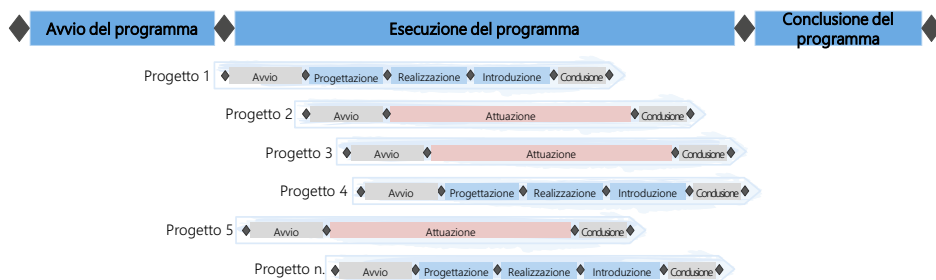 Avvio del programma Esecuzione del programma Conclusione del
programma
Progetto 1 Avvio Progettazione Realizzazione Introduzione Conclusione
Progetto 2 Avvio Attuazione Conclusione
Progetto 3 Avvio Attuazione Conclusione
Progetto 4 Avvio Progettazione Realizzazione Introduzione Conclusione
Progetto 5 Avvio Attuazione Conclusione
Progetto n. Avvio Progettazione Realizzazione Introduzione Conclusione